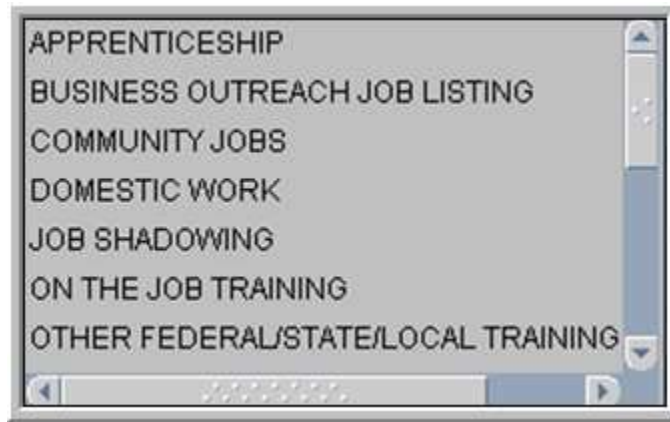 APPRENTICESHIP
BUSINESS OUTREACH JOB LISTING
COMMUNITY JOBS
DOMESTIC WORK
JOB SHADOWING
ON THE JOB TRAINING
OTHER FEDERAL/STATE/LOCAL TRAINING